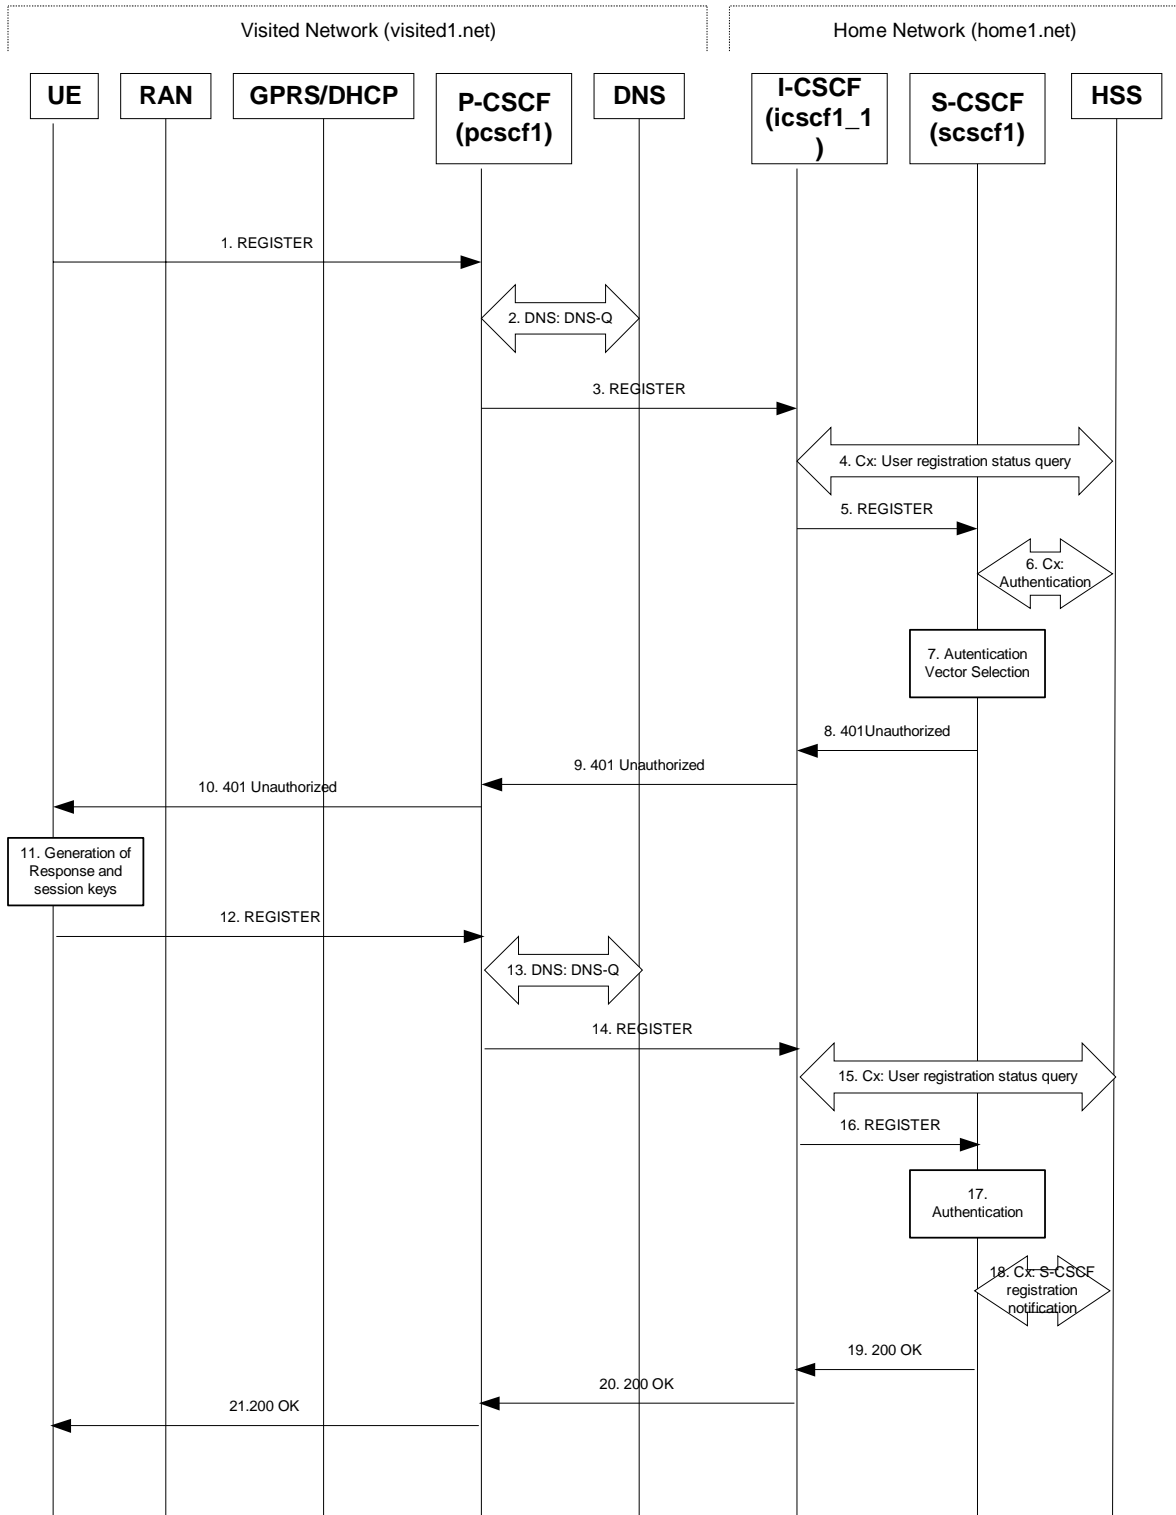 Visited Network (visited1.net)
Home Network (home1.net)
UE
RAN
GPRS/DHCP
P-CSCF
(pcscf1)
DNS
I-CSCF
(icscf1_1
)
S-CSCF
(scscf1)
HSS
1. REGISTER
2. DNS: DNS-Q
3. REGISTER
4. Cx: User registration status query
5. REGISTER
6. Cx:
Authentication
7. Autentication
Vector Selection
8. 401Unauthorized
9. 401 Unauthorized
10. 401 Unauthorized
11. Generation of
Response and
session keys
12. REGISTER
13. DNS: DNS-Q
14. REGISTER
15. Cx: User registration status query
16. REGISTER
17.
Authentication
18. Cx: S-CSCF
registration
notification
19. 200 OK
20. 200 OK
21.200 OK